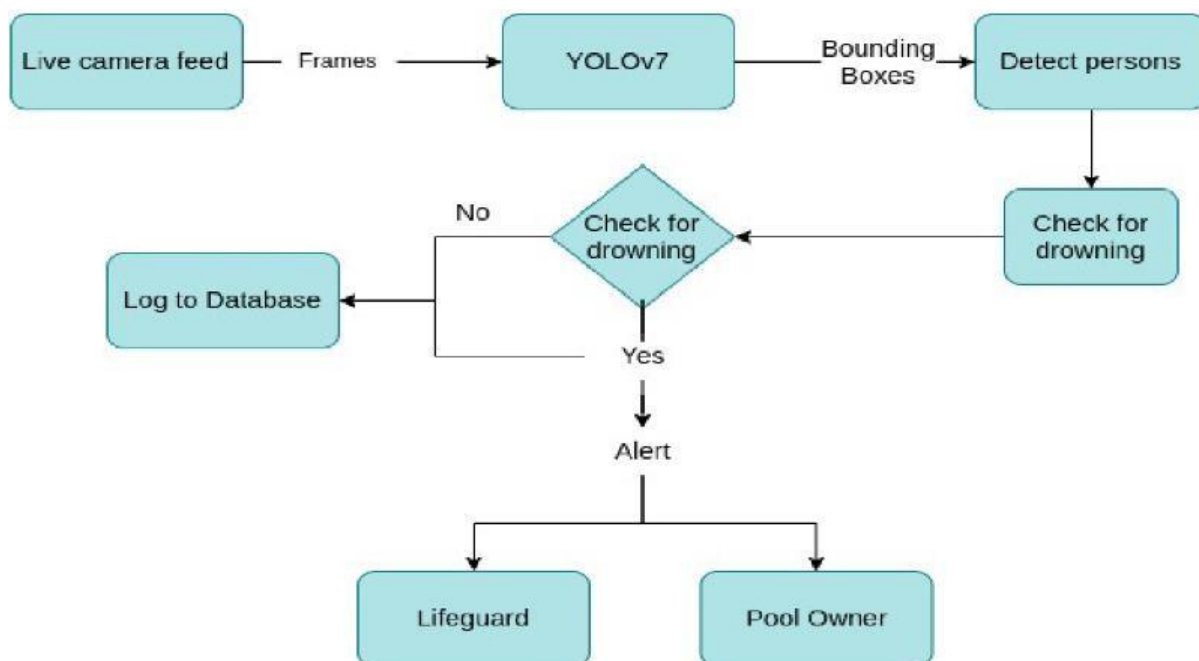 Live camera feed
Frames
YOLOv7
Bounding
Boxes
Detect persons
Check for
drowning
Check for
drowning
No
Log to Database
Yes
Alert
Lifeguard
Pool Owner